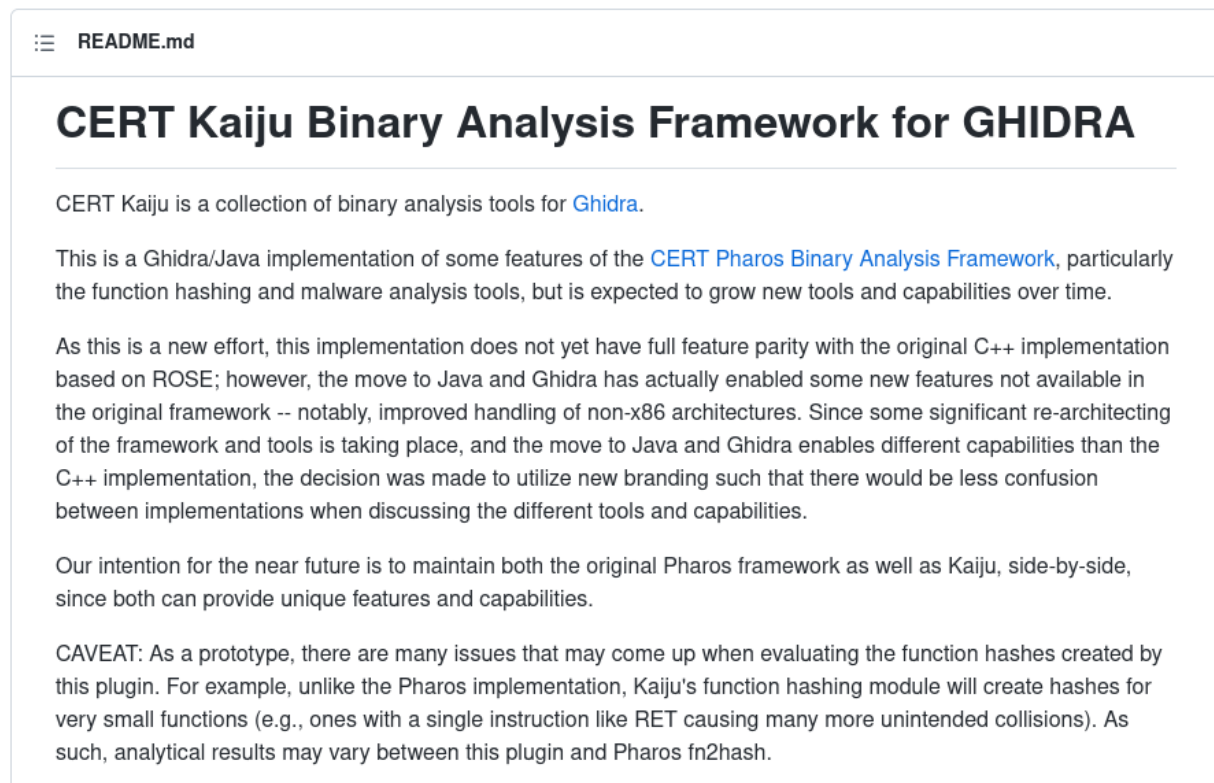 README.md
CERT Kaiju Binary Analysis Framework for GHIDRA
CERT Kaiju is a collection of binary analysis tools for Ghidra.
This is a Ghidra/Java implementation of some features of the CERT Pharos Binary Analysis Framework, particularly
the function hashing and malware analysis tools, but is expected to grow new tools and capabilities over time.
As this is a new effort, this implementation does not yet have full feature parity with the original C++ implementation
based on ROSE; however, the move to Java and Ghidra has actually enabled some new features not available in
the original framework -- notably, improved handling of non-x86 architectures. Since some significant re-architecting
of the framework and tools is taking place, and the move to Java and Ghidra enables different capabilities than the
C++ implementation, the decision was made to utilize new branding such that there would be less confusion
between implementations when discussing the different tools and capabilities.
Our intention for the near future is to maintain both the original Pharos framework as well as Kaiju, side-by-side,
since both can provide unique features and capabilities.
CAVEAT: As a prototype, there are many issues that may come up when evaluating the function hashes created by
this plugin. For example, unlike the Pharos implementation, Kaiju's function hashing module will create hashes for
very small functions (e.g., ones with a single instruction like RET causing many more unintended collisions). As
such, analytical results may vary between this plugin and Pharos fn2hash.